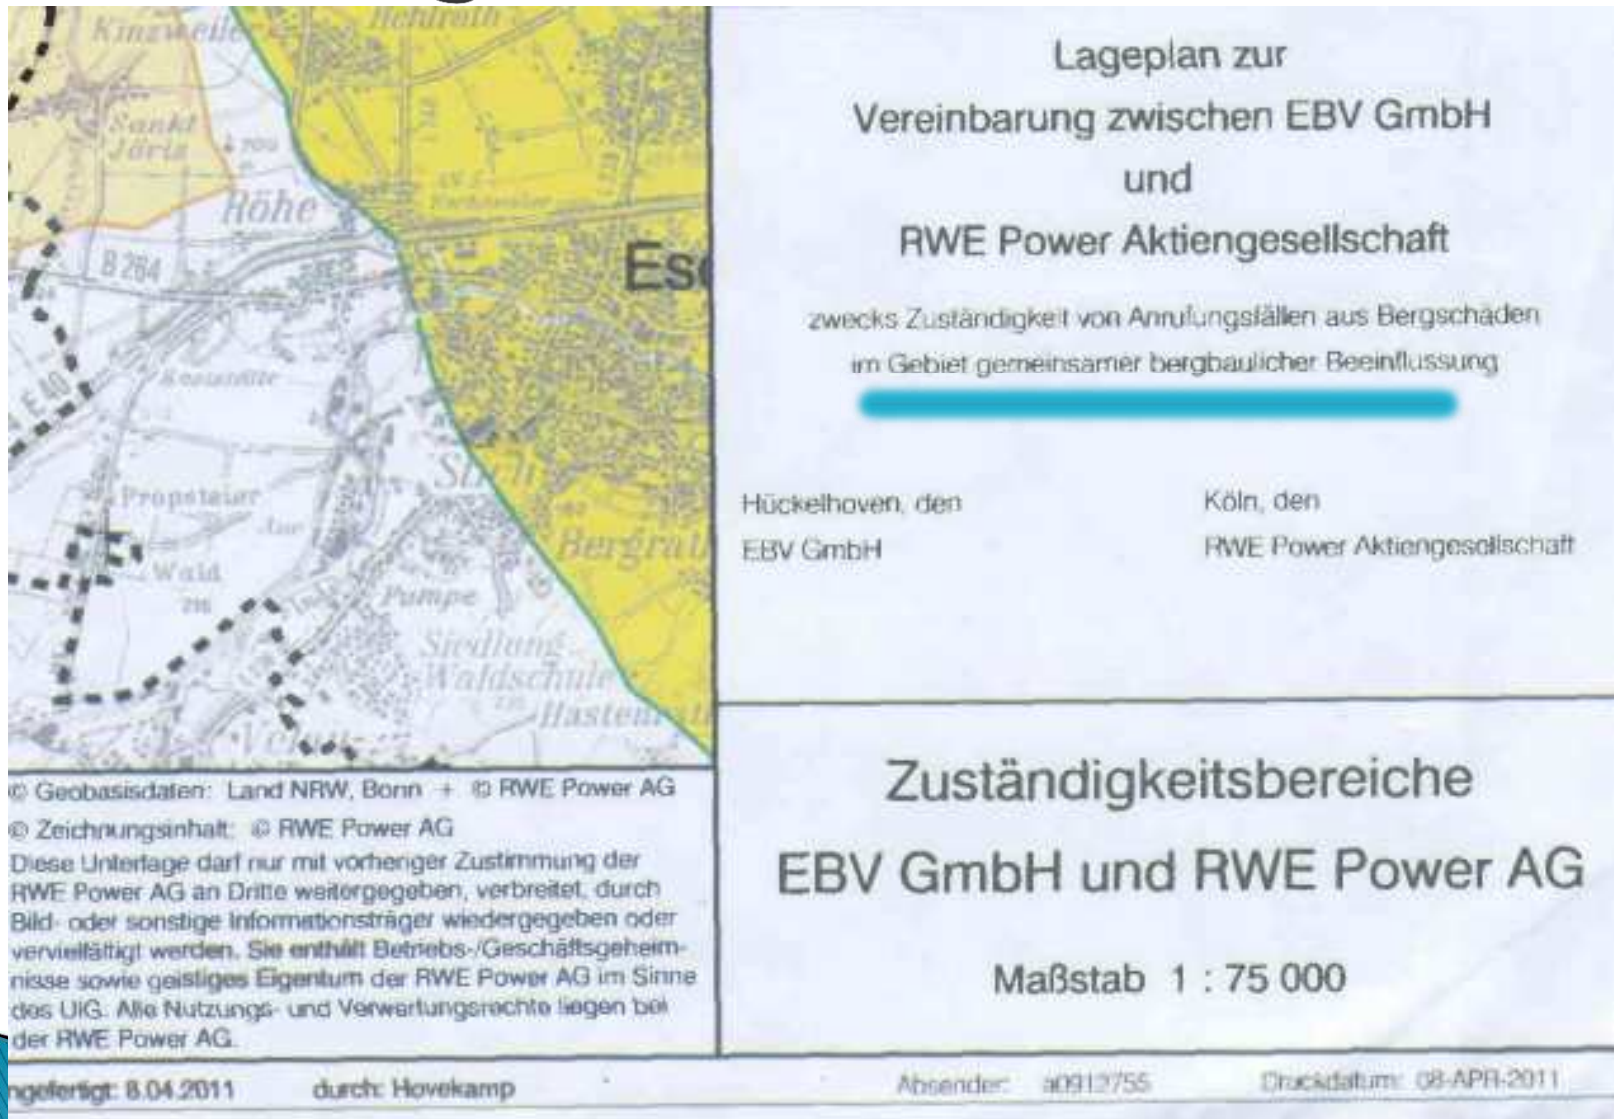 Kinzweiler
Hehlrath
Sankt
Jöris
Röhe
B 264
E 40
Esc
Propsteier
Wald
Aue
Stich
Bergrath
Pumpe
Siedlung
Waldschule
Hastenrath
Lageplan zur
Vereinbarung zwischen EBV GmbH
und
RWE Power Aktiengesellschaft
zwecks Zuständigkeit von Anrufungsfällen aus Bergschäden
im Gebiet gemeinsamer bergbaulicher Beeinflussung
Hückelhoven, den
EBV GmbH
Köln, den
RWE Power Aktiengesellschaft
Zuständigkeitsbereiche
EBV GmbH und RWE Power AG
Maßstab 1 : 75 000
© Geobasisdaten: Land NRW, Bonn + © RWE Power AG
© Zeichnungsinhalt: © RWE Power AG
Diese Unterlage darf nur mit vorheriger Zustimmung der
RWE Power AG an Dritte weitergegeben, verbreitet, durch
Bild- oder sonstige Informationsträger wiedergegeben oder
vervielfältigt werden. Sie enthält Betriebs-/Geschäftsgeheim-
nisse sowie geistiges Eigentum der RWE Power AG im Sinne
des UIG. Alle Nutzungs- und Verwertungsrechte liegen bei
der RWE Power AG.
ngefertigt: 8.04.2011 durch: Hovekamp
Absender: a0912755 Druckdatum: 08-APR-2011